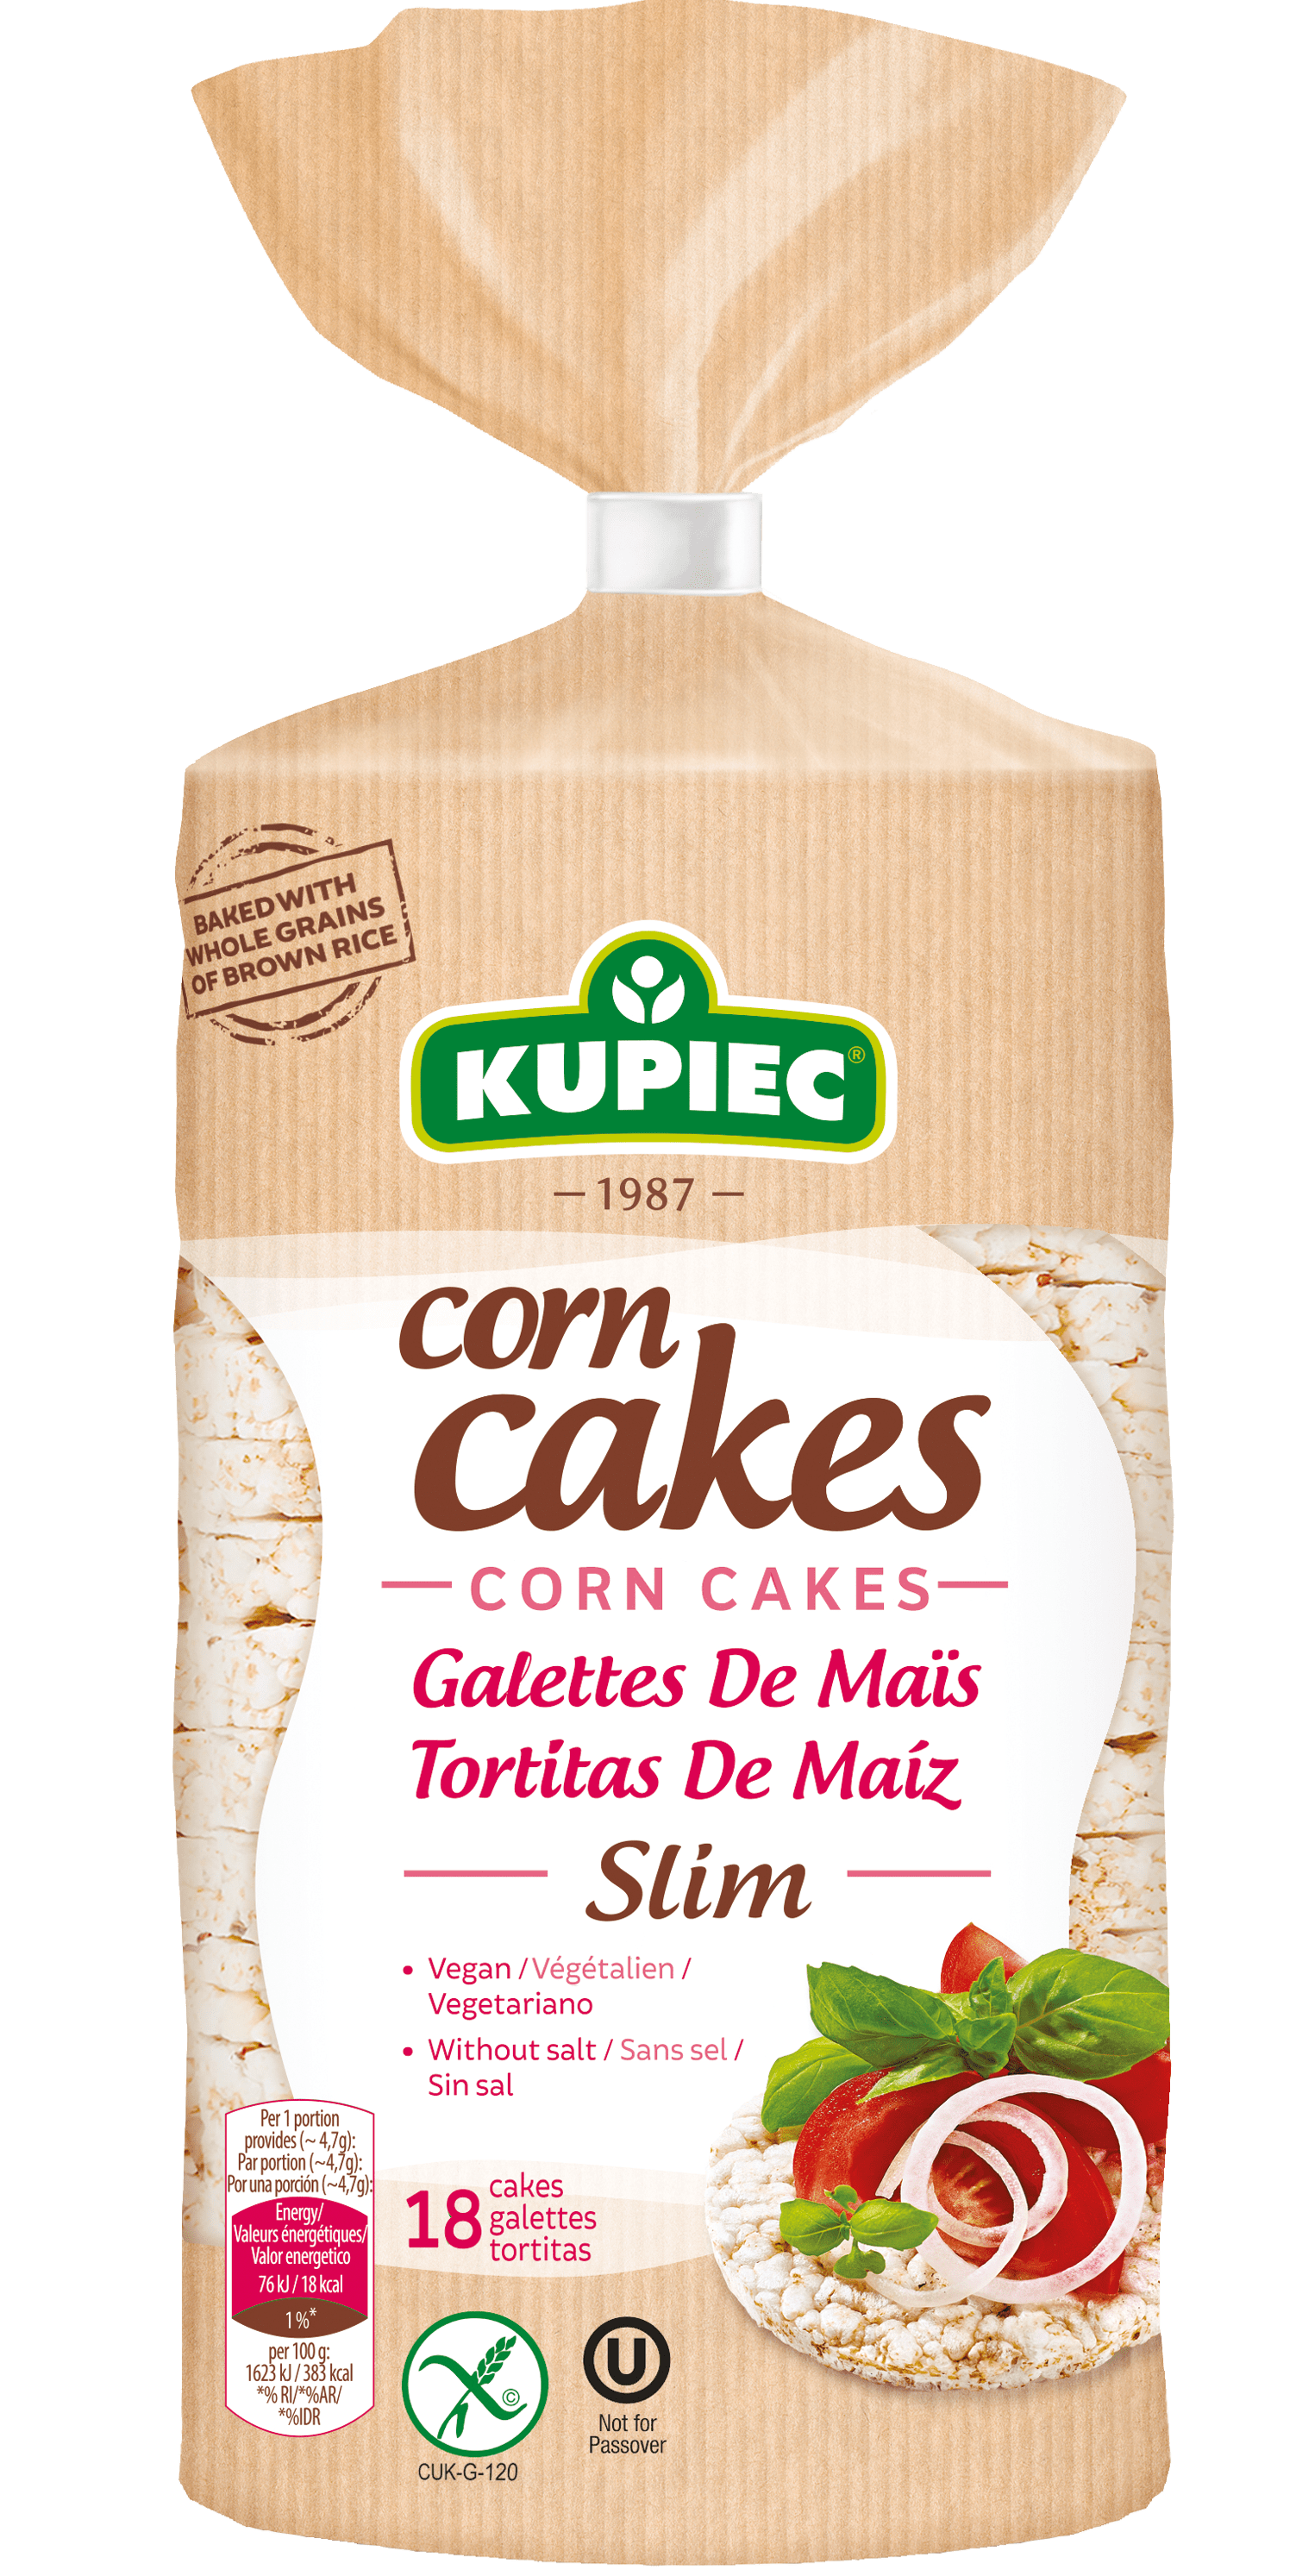 BAKED WITH
WHOLE GRAINS
OF BROWN RICE
KUPIEC®
– 1987 –
corn
cakes
CORN CAKES
Galettes De Maïs
Tortitas De Maíz
Slim
• Vegan / Végétalien /
Vegetariano
• Without salt / Sans sel /
Sin sal
Per 1 portion
provides (~ 4,7g):
Par portion (~4,7g):
Por una porción (~4,7g):
Energy/
Valeurs énergétiques/
Valor energetico
76 kJ / 18 kcal
1 %*
per 100 g:
1623 kJ / 383 kcal
*% RI/*%AR/
*%IDR
18 cakes
galettes
tortitas
©
CUK-G-120
U
Not for
Passover